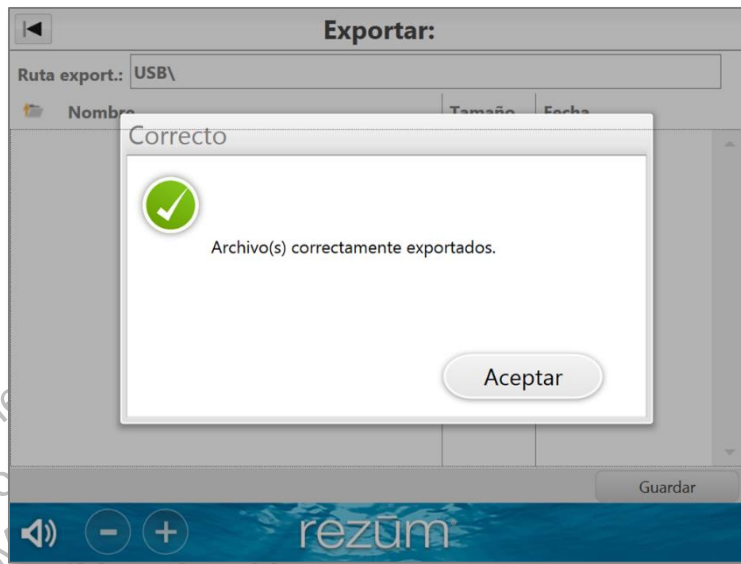 Exportar:
Ruta export.: USB\
Nombre Tamaño Fecha
Correcto
Archivo(s) correctamente exportados.
Aceptar
Guardar
rezūm